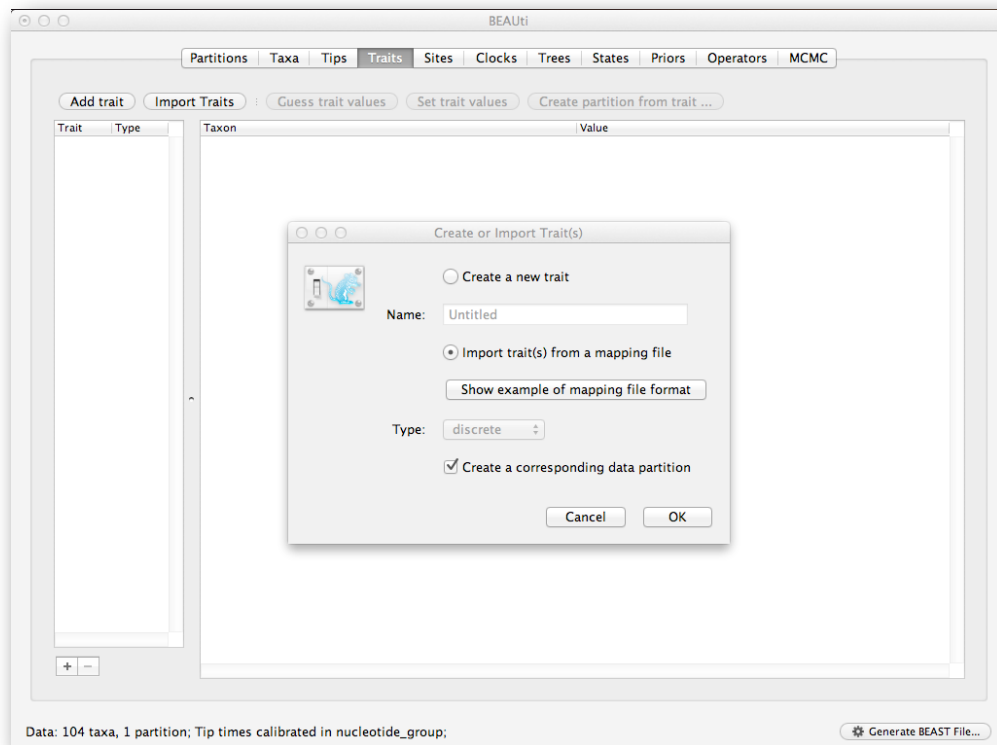 BEAUti
Partitions Taxa Tips Traits Sites Clocks Trees States Priors Operators MCMC
Add trait Import Traits Guess trait values Set trait values Create partition from trait ...
Trait Type Taxon Value
Create or Import Trait(s)
Create a new trait
Name: Untitled
Import trait(s) from a mapping file
Show example of mapping file format
Type: discrete
Create a corresponding data partition
Cancel OK
+ −
Data: 104 taxa, 1 partition; Tip times calibrated in nucleotide_group; Generate BEAST File...